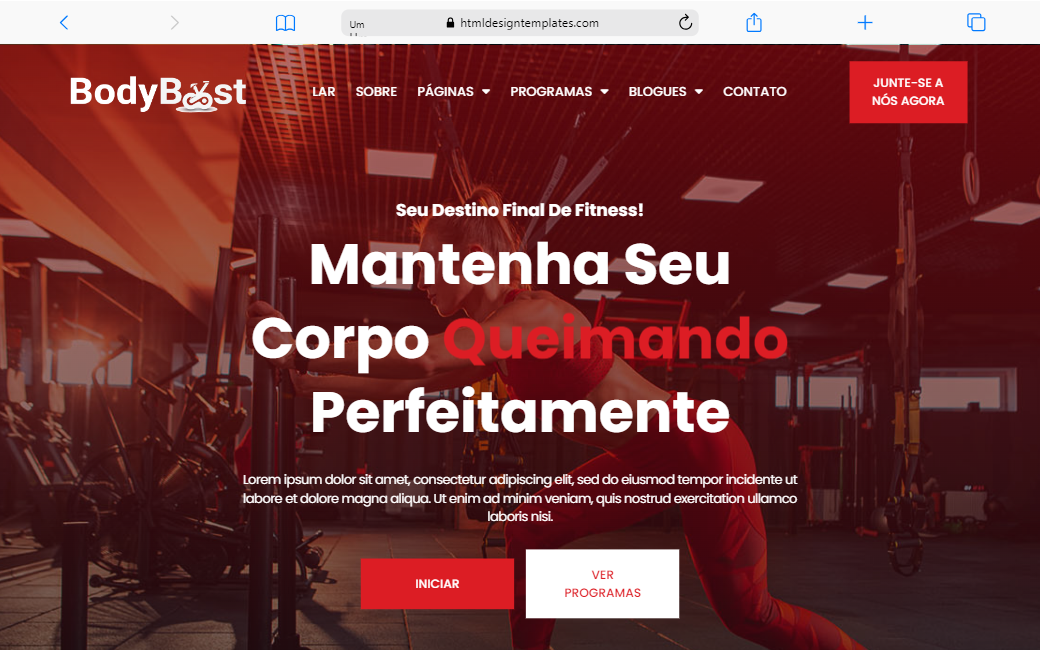 Um
htmldesigntemplates.com
BodyBoost
LAR SOBRE PÁGINAS PROGRAMAS BLOGUES CONTATO
JUNTE-SE A
NÓS AGORA
Seu Destino Final De Fitness!
Mantenha Seu
Corpo Queimando
Perfeitamente
Lorem ipsum dolor sit amet, consectetur adipiscing elit, sed do eiusmod tempor incidente ut
labore et dolore magna aliqua. Ut enim ad minim veniam, quis nostrud exercitation ullamco
laboris nisi.
INICIAR
VER
PROGRAMAS